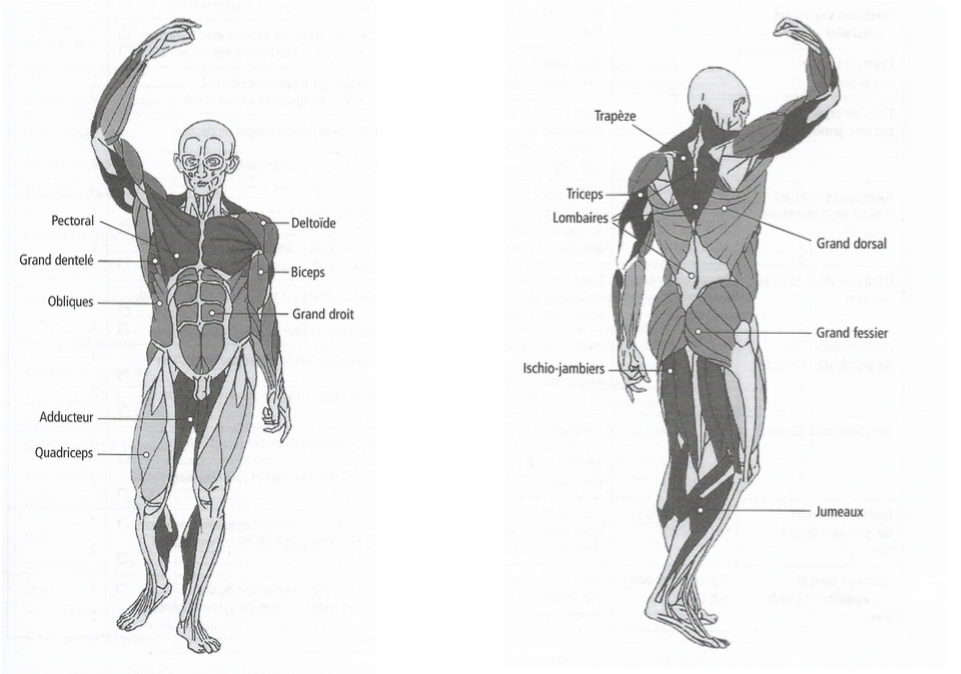 Pectoral
Grand dentelé
Obliques
Adducteur
Quadriceps
Deltoïde
Biceps
Grand droit
Trapèze
Triceps
Lombaires
Ischio-jambiers
Grand dorsal
Grand fessier
Jumeaux